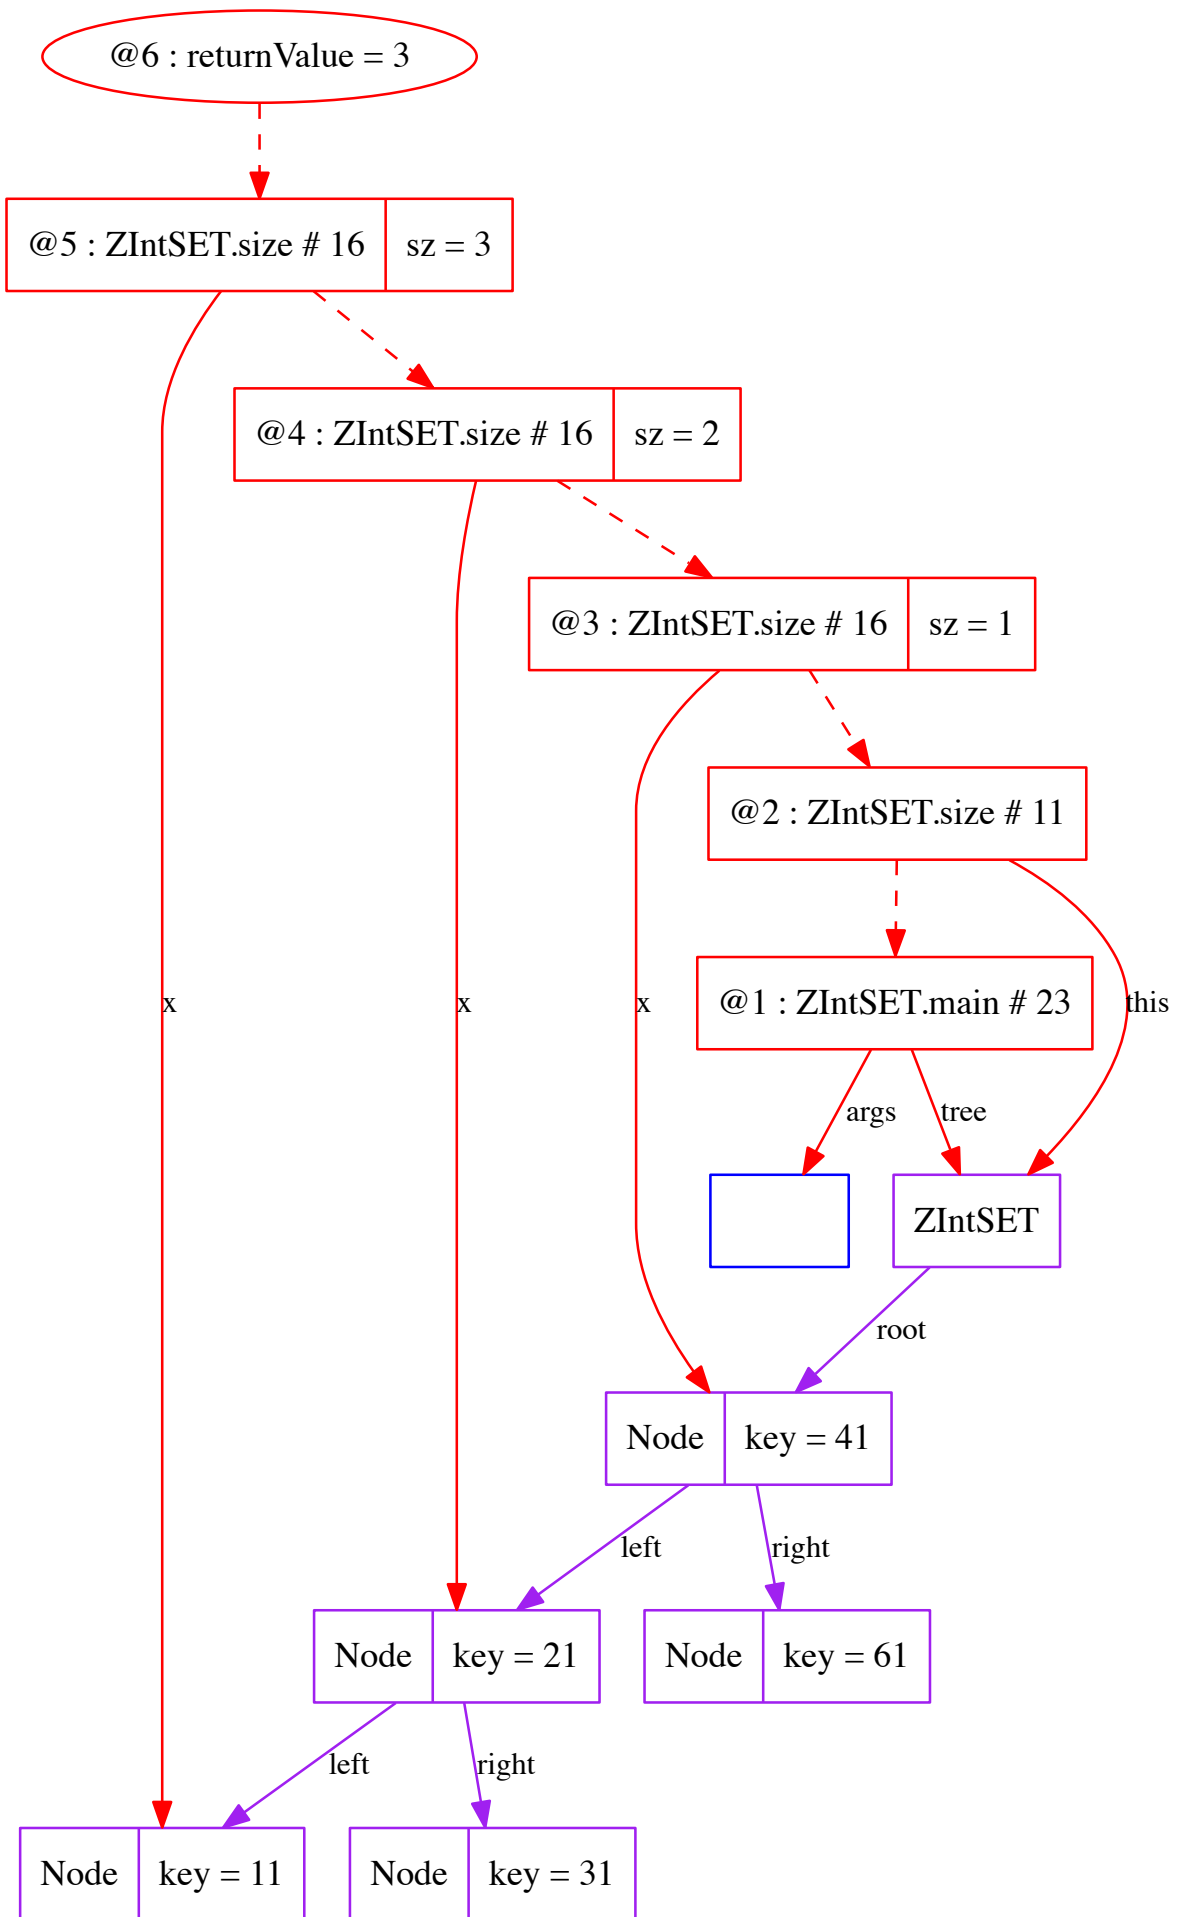 @6 : returnValue = 3
@5 : ZIntSET.size # 16
sz = 3
@4 : ZIntSET.size # 16
sz = 2
@3 : ZIntSET.size # 16
sz = 1
@2 : ZIntSET.size # 11
x
x
x
@1 : ZIntSET.main # 23
this
args
tree
ZIntSET
root
Node
key = 41
left
right
Node
key = 21
Node
key = 61
left
right
Node
key = 11
Node
key = 31